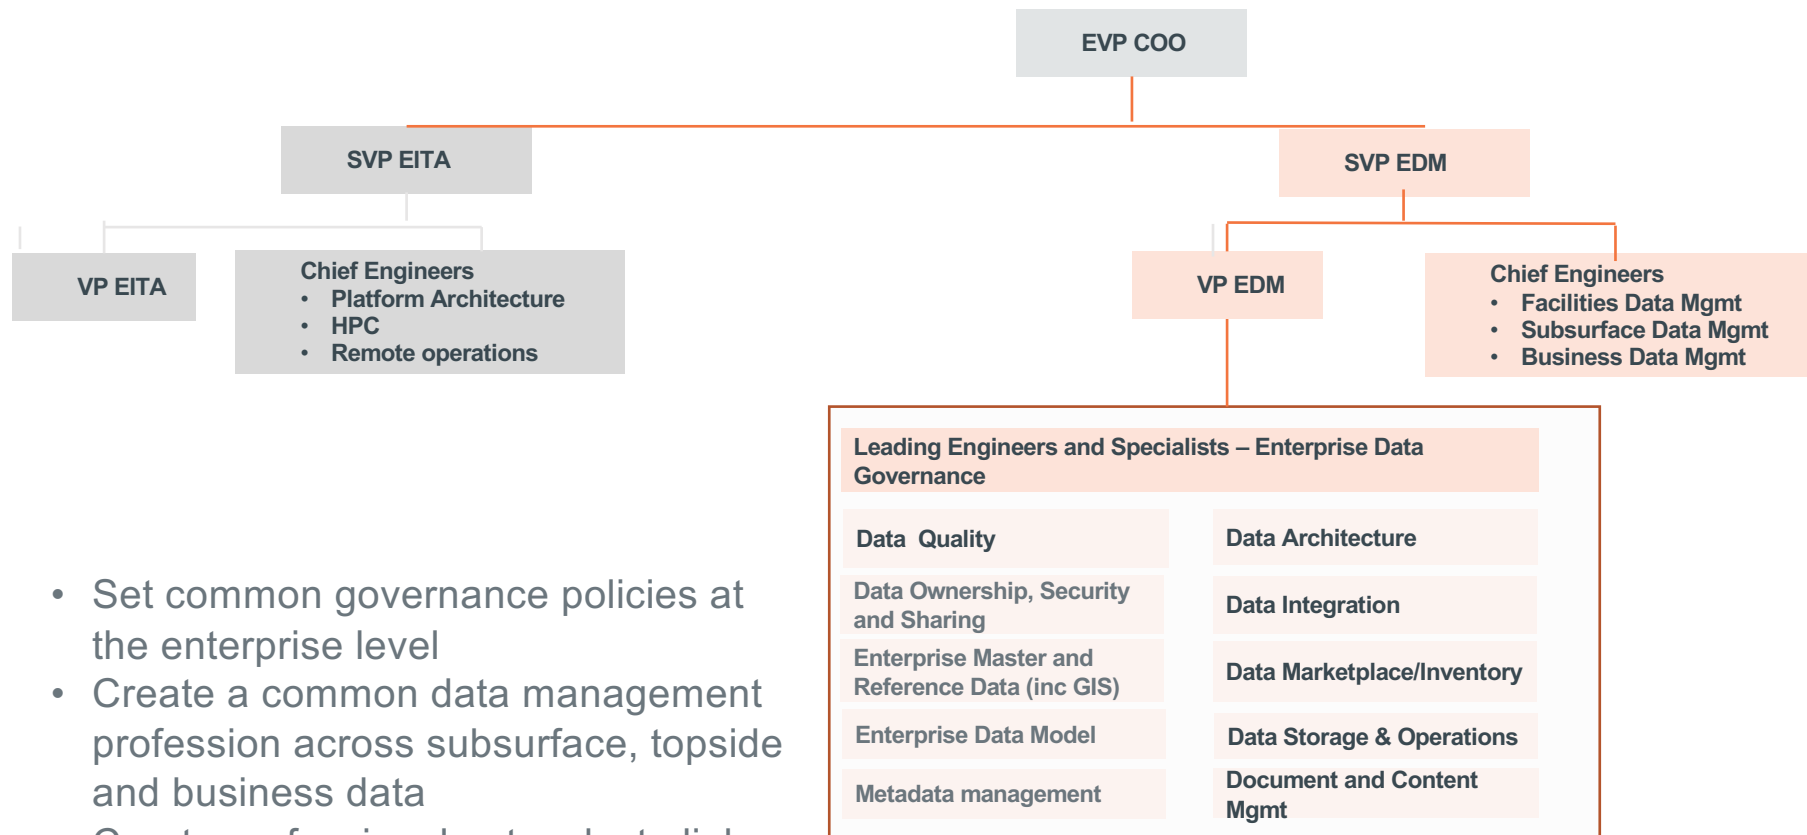 EVP COO
SVP EITA
SVP EDM
VP EITA
Chief Engineers
• Platform Architecture
• HPC
• Remote operations
VP EDM
Chief Engineers
• Facilities Data Mgmt
• Subsurface Data Mgmt
• Business Data Mgmt
Leading Engineers and Specialists – Enterprise Data
Governance
Data Quality
Data Ownership, Security
and Sharing
Enterprise Master and
Reference Data (inc GIS)
Enterprise Data Model
Metadata management
Data Architecture
Data Integration
Data Marketplace/Inventory
Data Storage & Operations
Document and Content
Mgmt
• Set common governance policies at
the enterprise level
• Create a common data management
profession across subsurface, topside
and business data